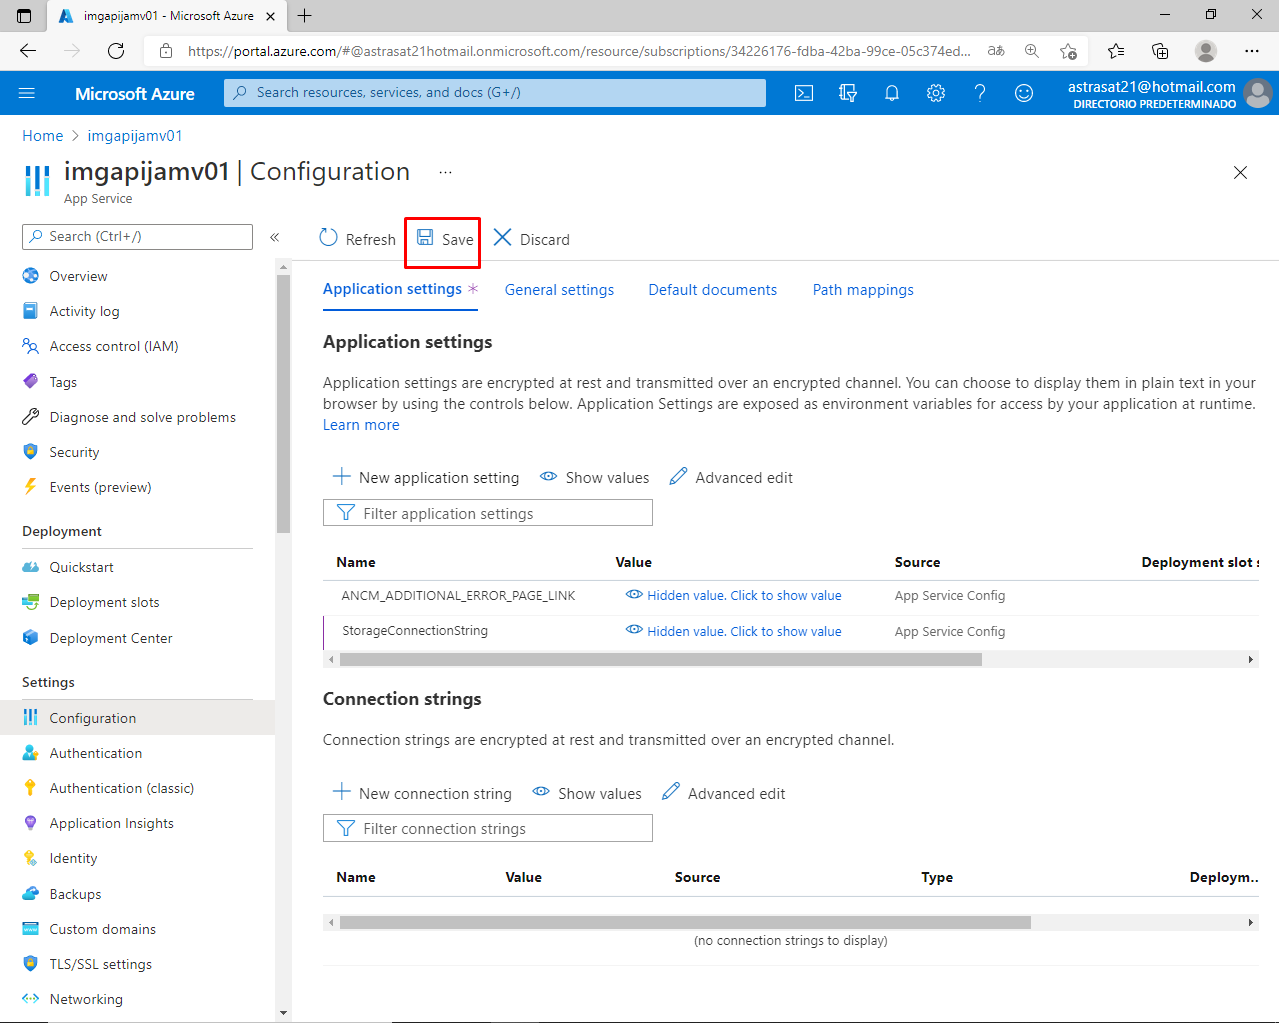 imgapijamv01 - Microsoft Azure
https://portal.azure.com/#@astrasat21hotmail.onmicrosoft.com/resource/subscriptions/34226176-fdba-42ba-99ce-05c374ed...
aあ
Microsoft Azure
Search resources, services, and docs (G+/)
astrasat21@hotmail.com
DIRECTORIO PREDETERMINADO
Home > imgapijamv01
imgapijamv01 | Configuration ...
App Service
Search (Ctrl+/)
«
Overview
Activity log
Access control (IAM)
Tags
Diagnose and solve problems
Security
Events (preview)
Deployment
Quickstart
Deployment slots
Deployment Center
Settings
Configuration
Authentication
Authentication (classic)
Application Insights
Identity
Backups
Custom domains
TLS/SSL settings
Networking
Refresh Save Discard
Application settings * General settings Default documents Path mappings
Application settings
Application settings are encrypted at rest and transmitted over an encrypted channel. You can choose to display them in plain text in your
browser by using the controls below. Application Settings are exposed as environment variables for access by your application at runtime.
Learn more
New application setting Show values Advanced edit
Filter application settings
Name Value Source Deployment slot s
ANCM_ADDITIONAL_ERROR_PAGE_LINK Hidden value. Click to show value App Service Config
StorageConnectionString Hidden value. Click to show value App Service Config
Connection strings
Connection strings are encrypted at rest and transmitted over an encrypted channel.
New connection string Show values Advanced edit
Filter connection strings
Name Value Source Type Deploym..
(no connection strings to display)